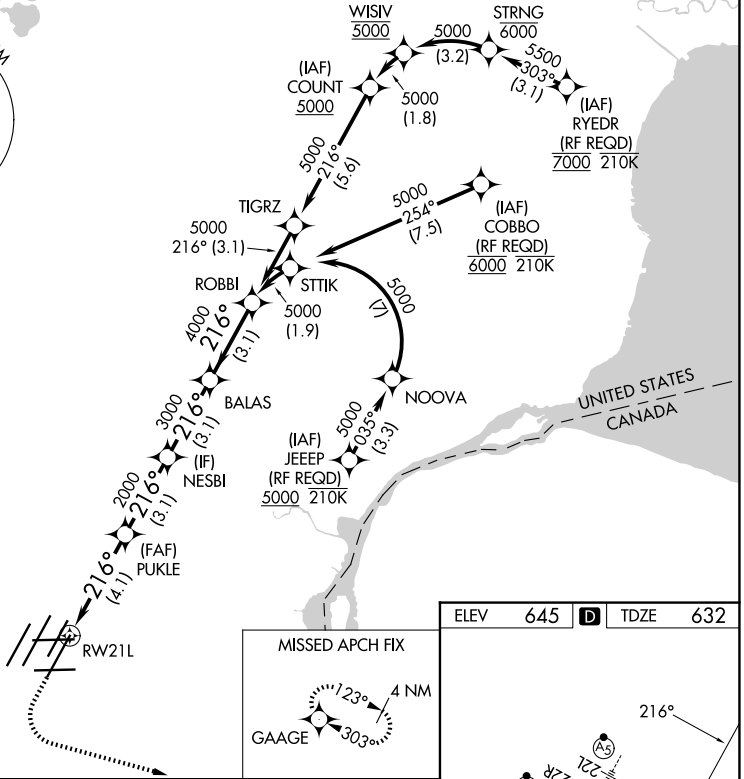 WISIV
5000
STRNG
6000
5000
(3.2)
5500
303°
(3.1)
(IAF)
COUNT
5000
5000
(1.8)
(IAF)
RYEDR
(RF REQD)
7000 210K
5000
216°
(5.6)
5000
254°
(7.5)
(IAF)
COBBO
(RF REQD)
6000 210K
TIGRZ
5000
216° (3.1)
ROBBI
STTIK
5000
(1.9)
5000
(7)
4000
216°
(3.1)
BALAS
NOOVA
UNITED STATES
CANADA
3000
216°
(3.1)
(IF)
NESBI
5000
035°
(3.3)
(IAF)
JEEEP
(RF REQD)
5000 210K
2000
216°
(3.1)
(FAF)
PUKLE
216°
(4.1)
RW21L
MISSED APCH FIX
123°
4 NM
GAAGE
303°
ELEV 645 D TDZE 632
216°
A5
22L
22R